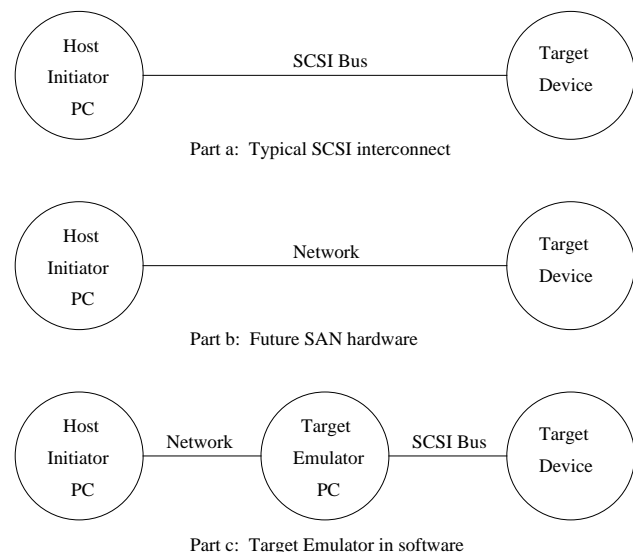 Host
Initiator
PC
SCSI Bus
Target
Device
Part a: Typical SCSI interconnect
Host
Initiator
PC
Network
Target
Device
Part b: Future SAN hardware
Host
Initiator
PC
Network
Target
Emulator
PC
SCSI Bus
Target
Device
Part c: Target Emulator in software